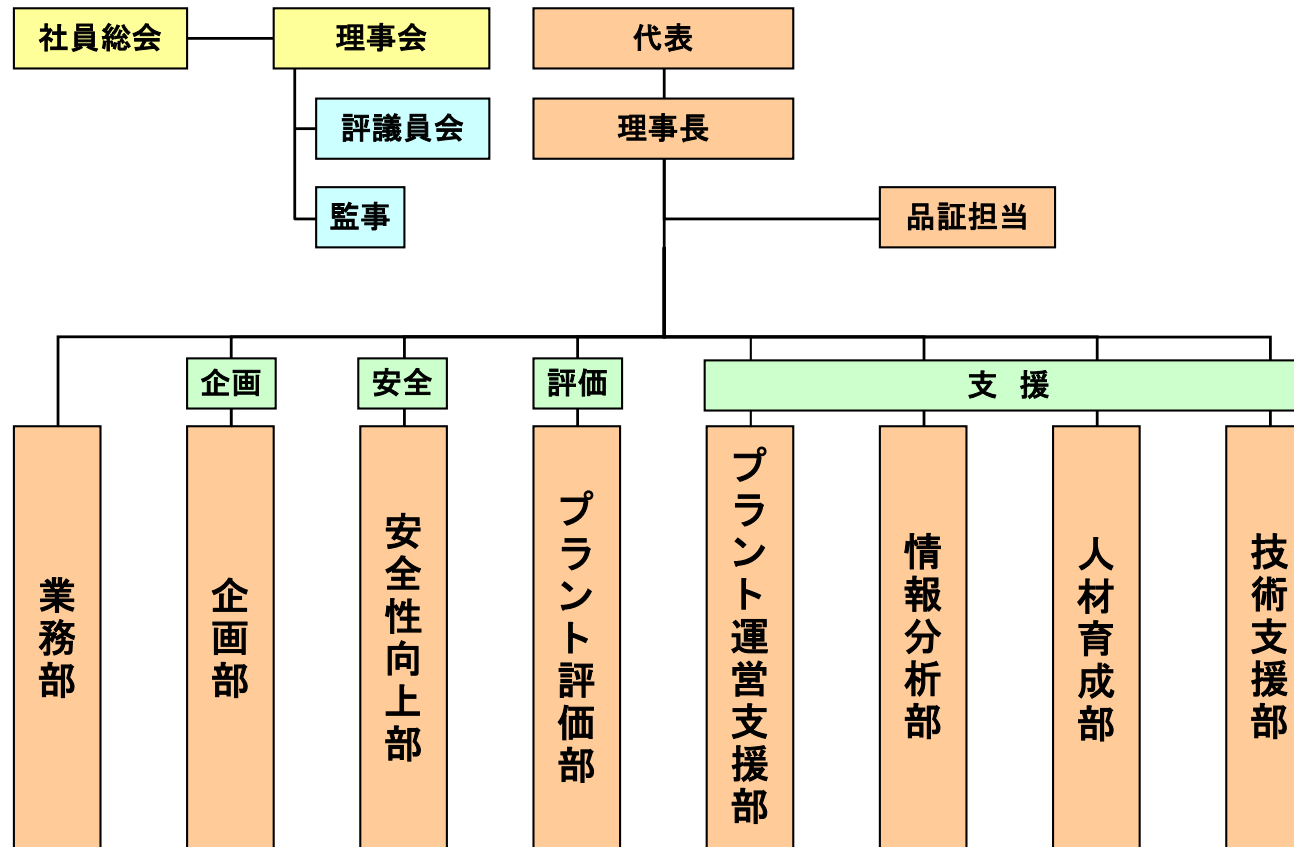 社員総会
理事会
代表
評議員会
理事長
監事
品証担当
企画
安全
評価
支 援
業務部
企画部
安全性向上部
プラント評価部
プラント運営支援部
情報分析部
人材育成部
技術支援部